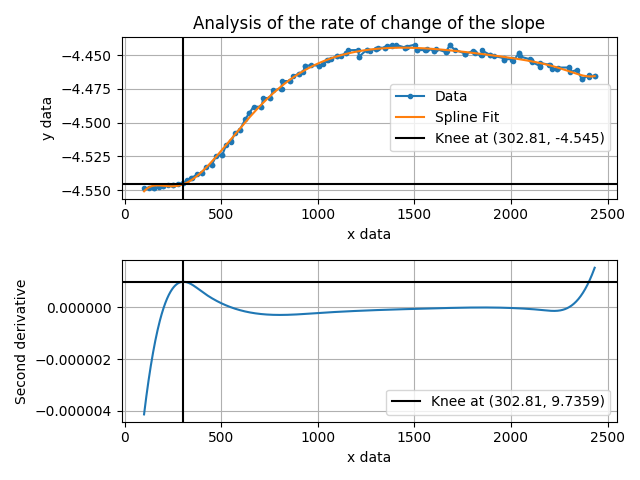 Analysis of the rate of change of the slope
−4.450
−4.475
−4.500
−4.525
−4.550
y data
Data
Spline Fit
Knee at (302.81, -4.545)
0 500 1000 1500 2000 2500
x data
0.000000
−0.000002
−0.000004
Second derivative
Knee at (302.81, 9.7359)
0 500 1000 1500 2000 2500
x data